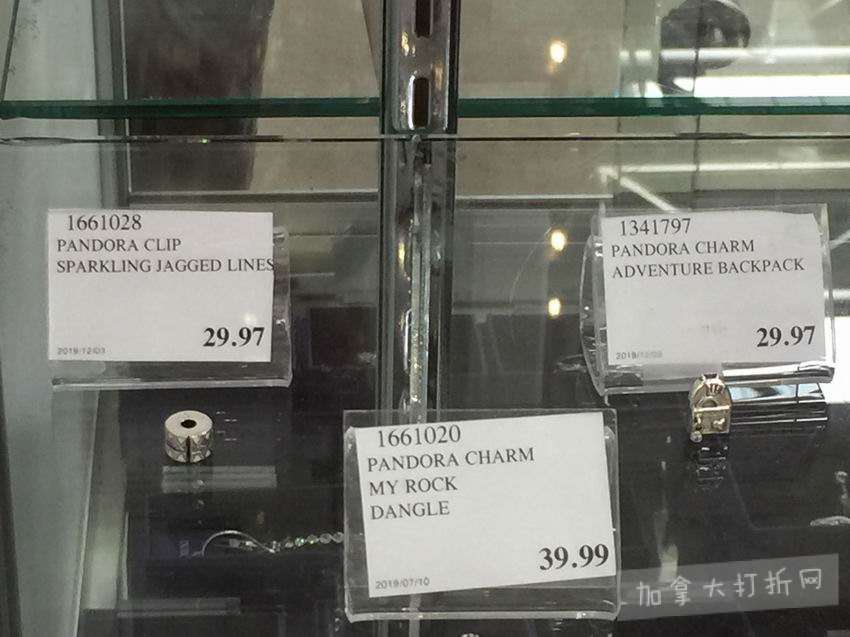 1661028
PANDORA CLIP
SPARKLING JAGGED LINES
29.97
2019/12/03
1341797
PANDORA CHARM
ADVENTURE BACKPACK
29.97
1661020
PANDORA CHARM
MY ROCK
DANGLE
39.99
2019/07/10
加拿大打折网